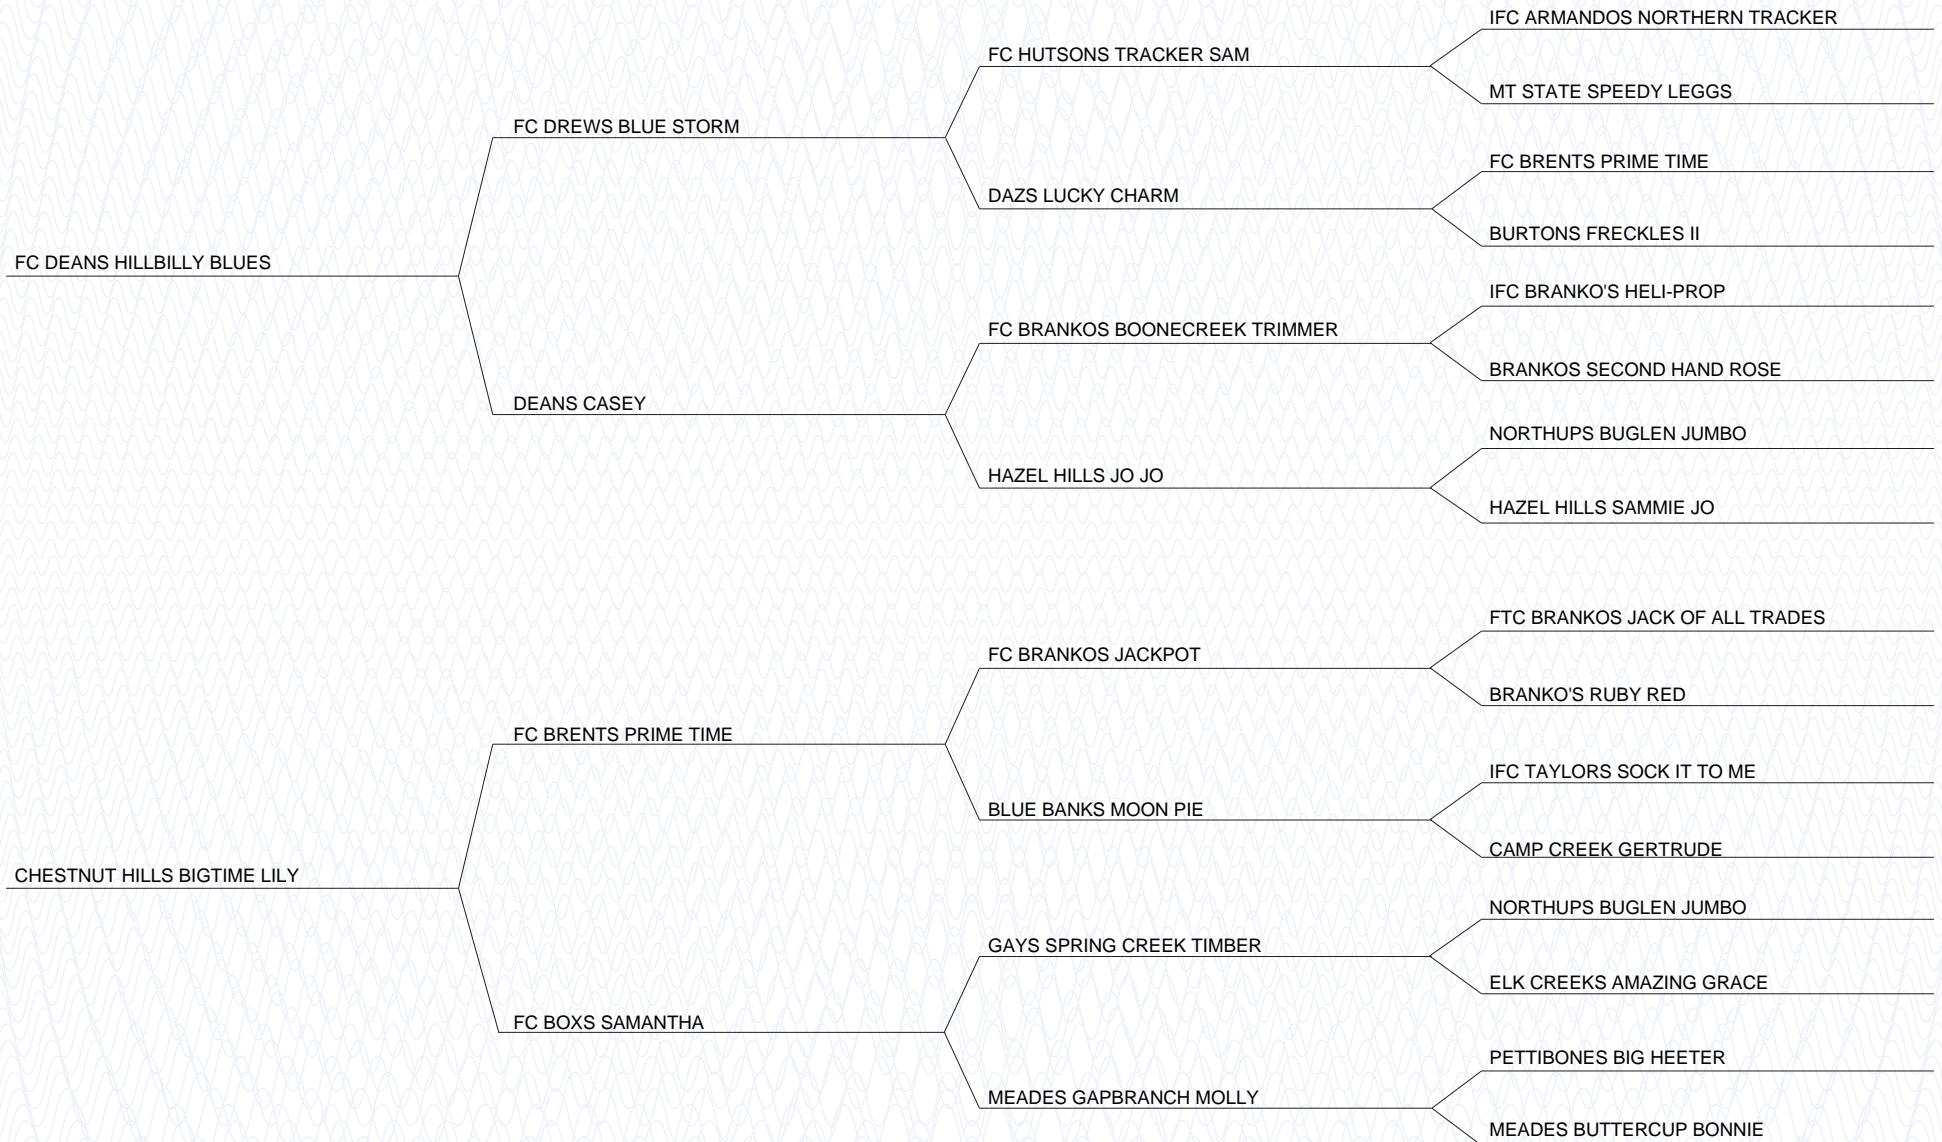 IFC ARMANDOS NORTHERN TRACKER
FC HUTSONS TRACKER SAM
MT STATE SPEEDY LEGGS
FC DREWS BLUE STORM
FC BRENTS PRIME TIME
DAZS LUCKY CHARM
BURTONS FRECKLES II
FC DEANS HILLBILLY BLUES
IFC BRANKO'S HELI-PROP
FC BRANKOS BOONECREEK TRIMMER
BRANKOS SECOND HAND ROSE
DEANS CASEY
NORTHUPS BUGLEN JUMBO
HAZEL HILLS JO JO
HAZEL HILLS SAMMIE JO
FTC BRANKOS JACK OF ALL TRADES
FC BRANKOS JACKPOT
BRANKO'S RUBY RED
FC BRENTS PRIME TIME
IFC TAYLORS SOCK IT TO ME
BLUE BANKS MOON PIE
CAMP CREEK GERTRUDE
CHESTNUT HILLS BIGTIME LILY
NORTHUPS BUGLEN JUMBO
GAYS SPRING CREEK TIMBER
ELK CREEKS AMAZING GRACE
FC BOXS SAMANTHA
PETTIBONES BIG HEETER
MEADES GAPBRANCH MOLLY
MEADES BUTTERCUP BONNIE